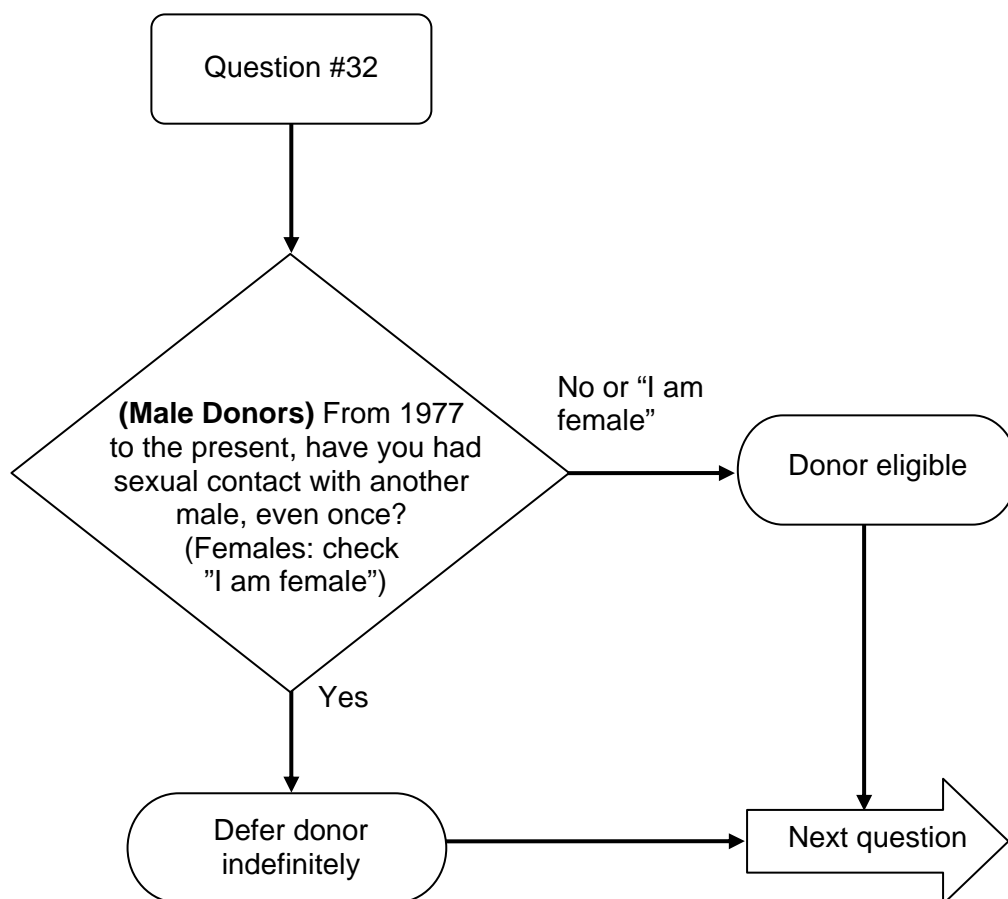 Question #32
(Male Donors) From 1977
to the present, have you had
sexual contact with another
male, even once?
(Females: check
”I am female”)
No or “I am
female”
Donor eligible
Yes
Defer donor
indefinitely
Next question